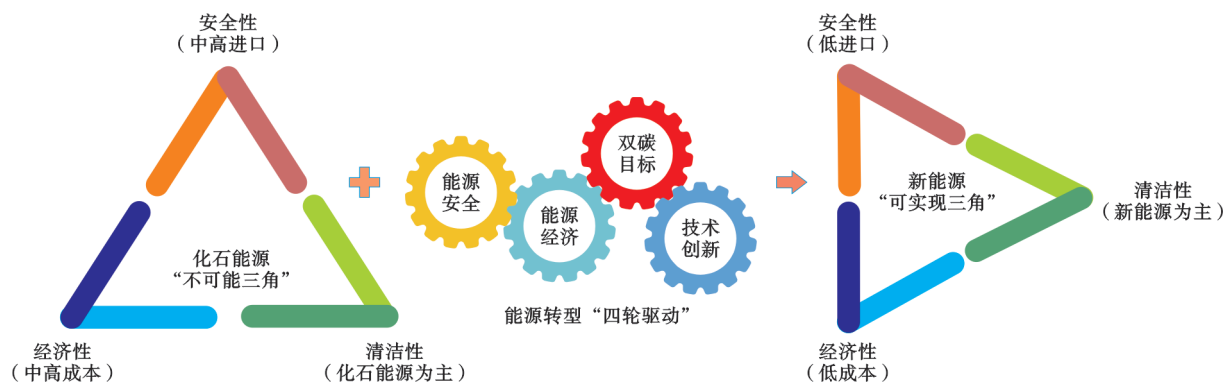 安全性
（中高进口）
化石能源
“不可能三角”
经济性
（中高成本）
清洁性
（化石能源为主）
能源
安全
能源
经济
双碳
目标
技术
创新
能源转型“四轮驱动”
安全性
（低进口）
新能源
“可实现三角”
清洁性
（新能源为主）
经济性
（低成本）